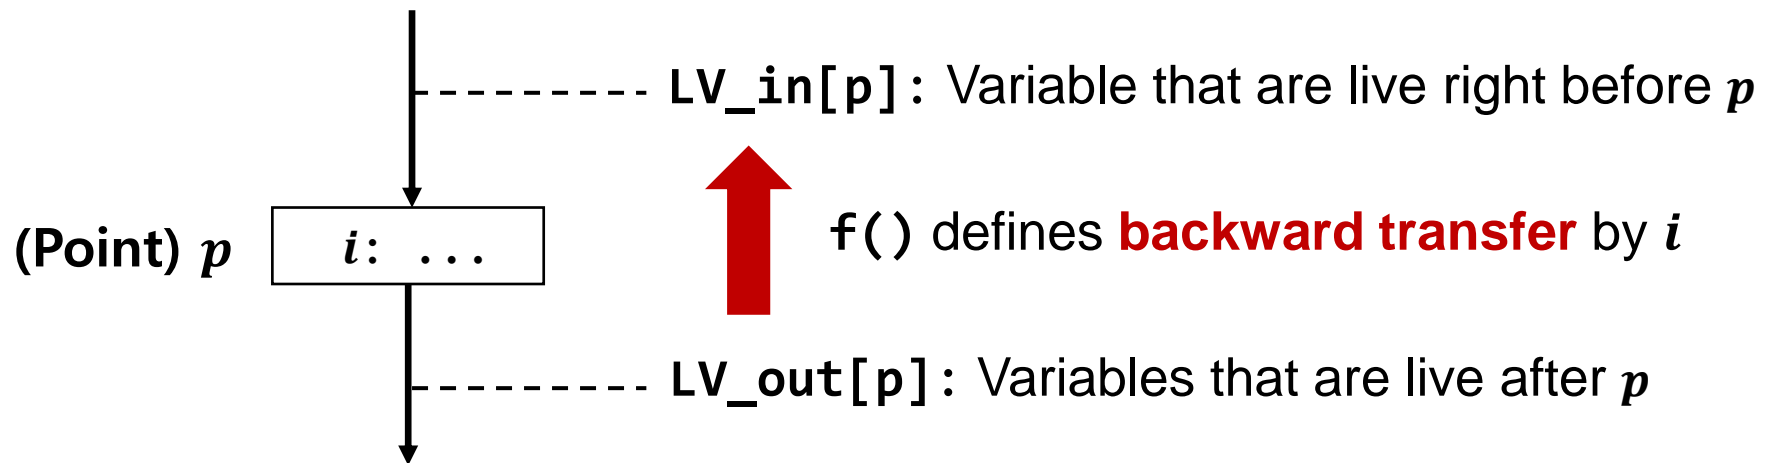 LV_in[p]: Variable that are live right before p
(Point) p
i: ...
f() defines backward transfer by i
LV_out[p]: Variables that are live after p